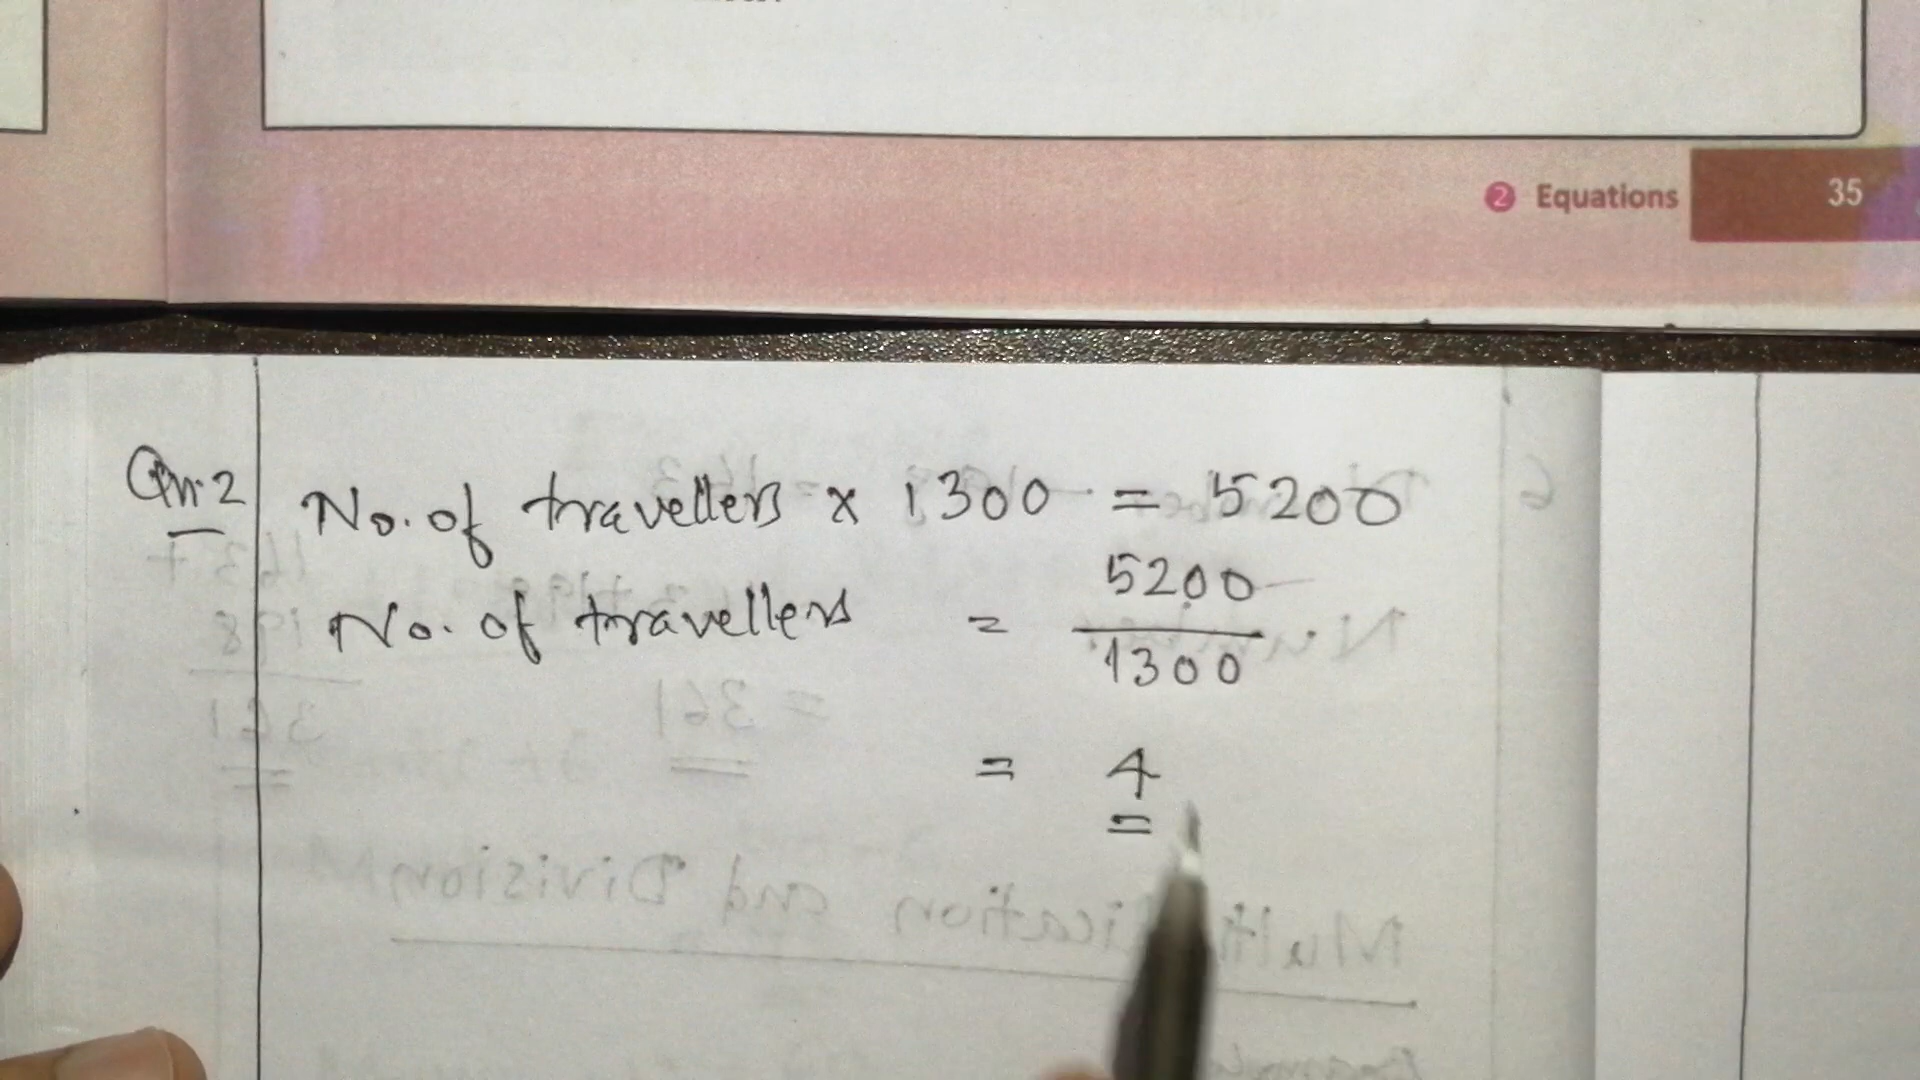 2 Equations 35
Qn.2 No. of travellers x 1300 = 5200
No. of travellers = 5200
1300
= 4